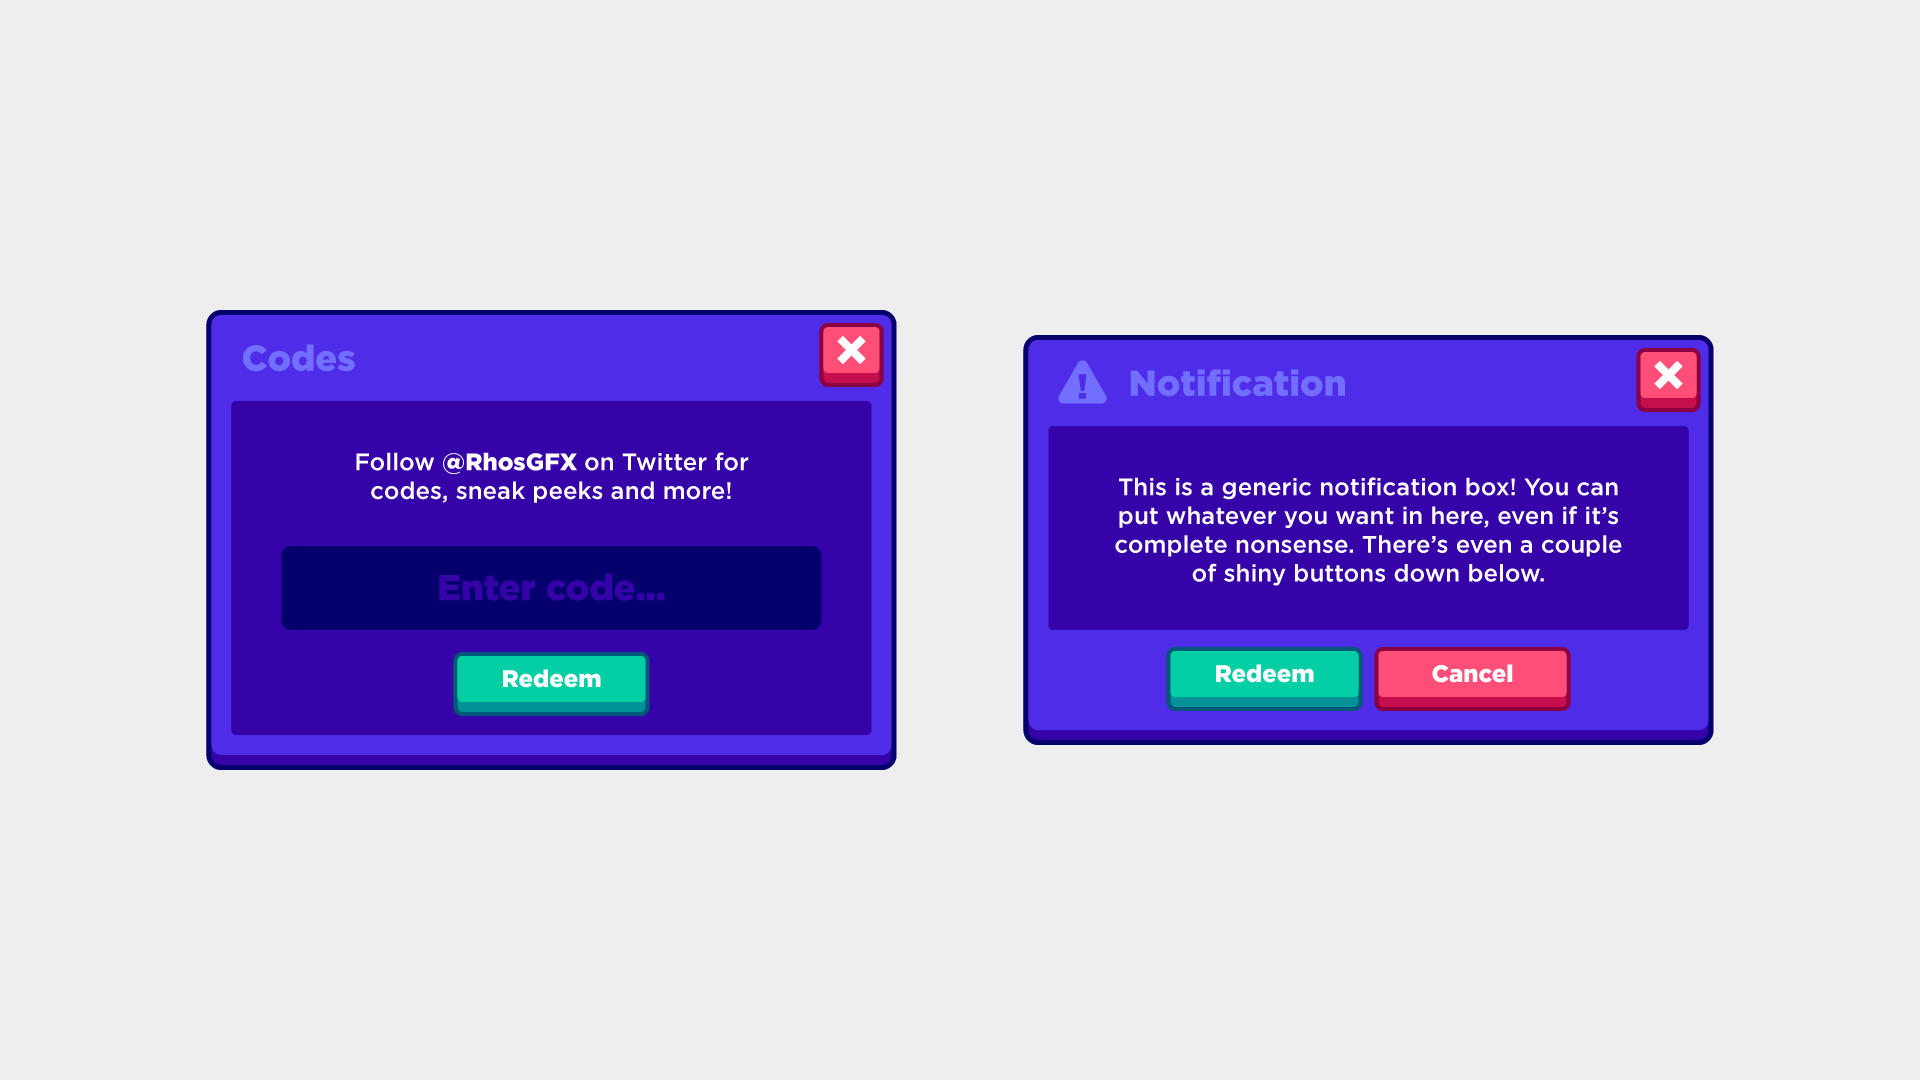 Codes
Follow @RhosGFX on Twitter for
codes, sneak peeks and more!
Enter code...
Redeem
Notification
This is a generic notification box! You can
put whatever you want in here, even if it’s
complete nonsense. There’s even a couple
of shiny buttons down below.
Redeem
Cancel